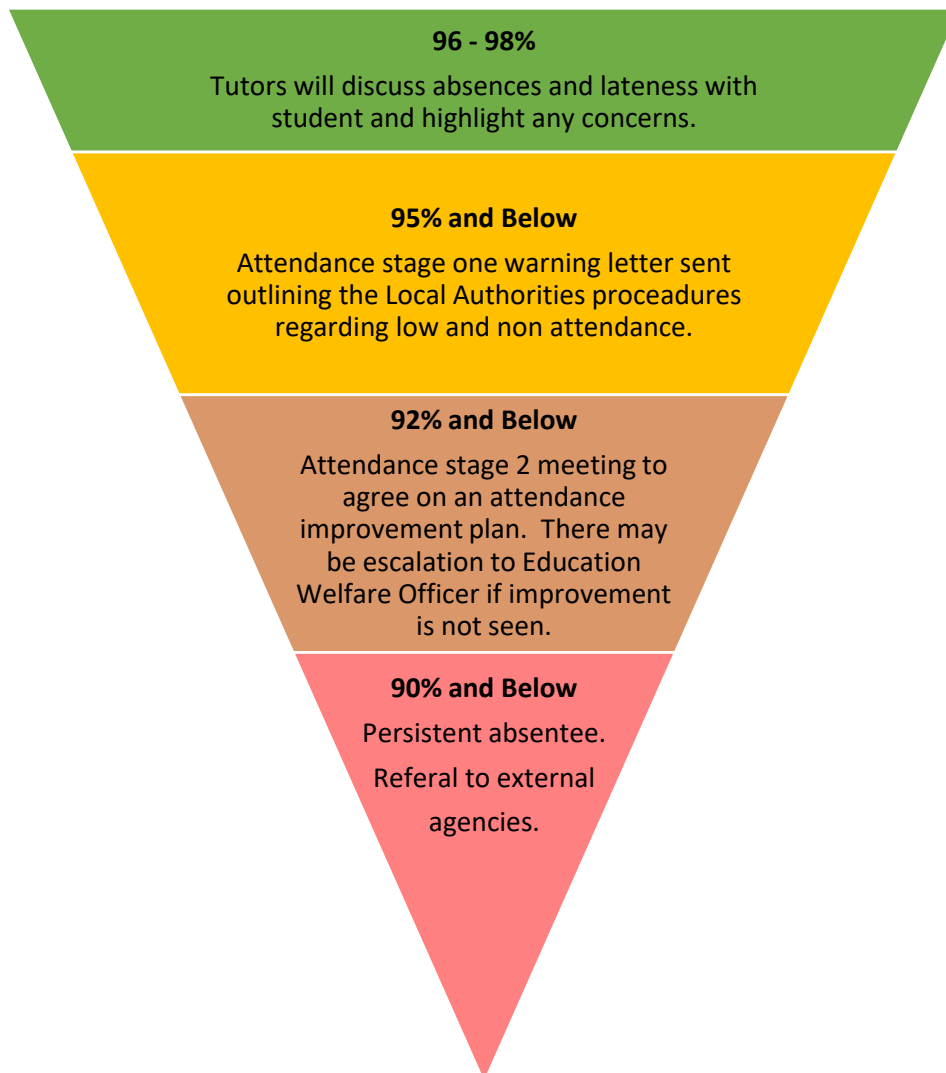 96 - 98%
Tutors will discuss absences and lateness with
student and highlight any concerns.
95% and Below
Attendance stage one warning letter sent
outlining the Local Authorities proceadures
regarding low and non attendance.
92% and Below
Attendance stage 2 meeting to
agree on an attendance
improvement plan.  There may
be escalation to Education
Welfare Officer if improvement
is not seen.
90% and Below
Persistent absentee.
Referal to external
agencies.